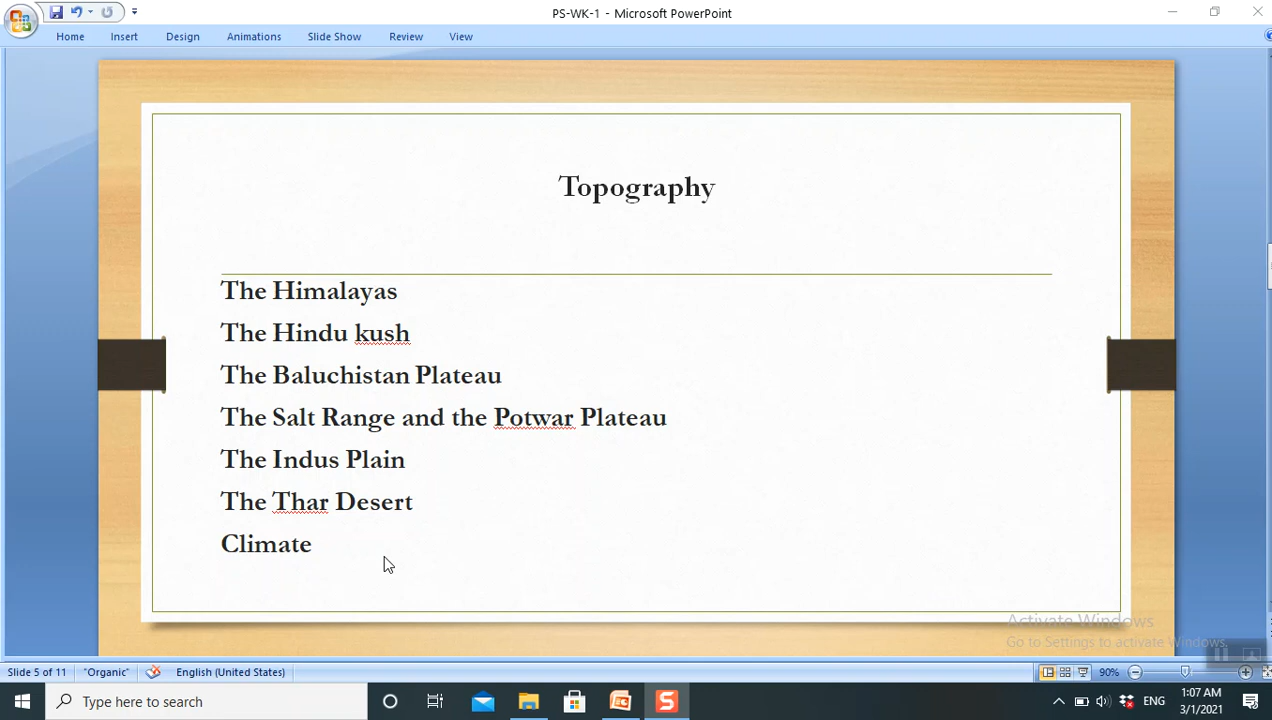 PS-WK-1 - Microsoft PowerPoint
Home Insert Design Animations Slide Show Review View
Topography
The Himalayas
The Hindu kush
The Baluchistan Plateau
The Salt Range and the Potwar Plateau
The Indus Plain
The Thar Desert
Climate
Activate Windows
Go to Settings to activate Windows.
Slide 5 of 11 "Organic" English (United States) 90%
Type here to search
ENG
1:07 AM
3/1/2021